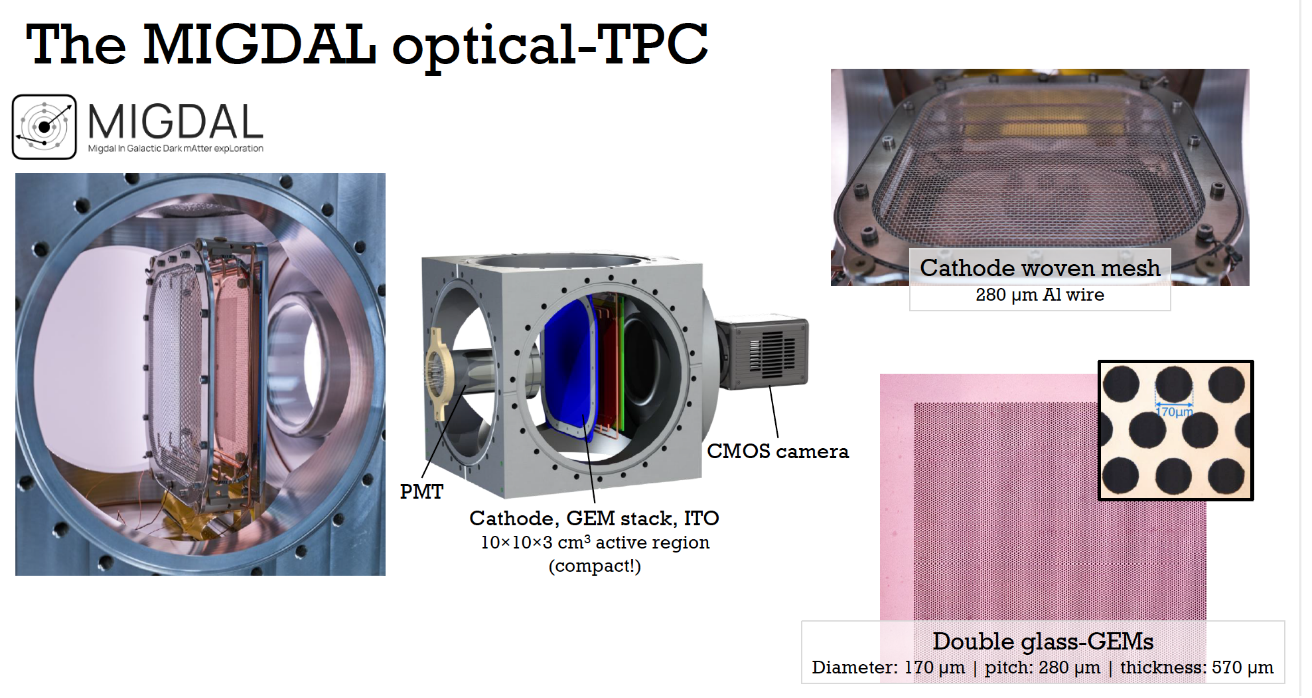 The MIGDAL optical-TPC
MIGDAL
Migdal In Galactic Dark mAtter expLoration
Cathode woven mesh
280 µm Al wire
PMT
CMOS camera
Cathode, GEM stack, ITO
10×10×3 cm³ active region
(compact!)
170µm
Double glass-GEMs
Diameter: 170 µm | pitch: 280 µm | thickness: 570 µm